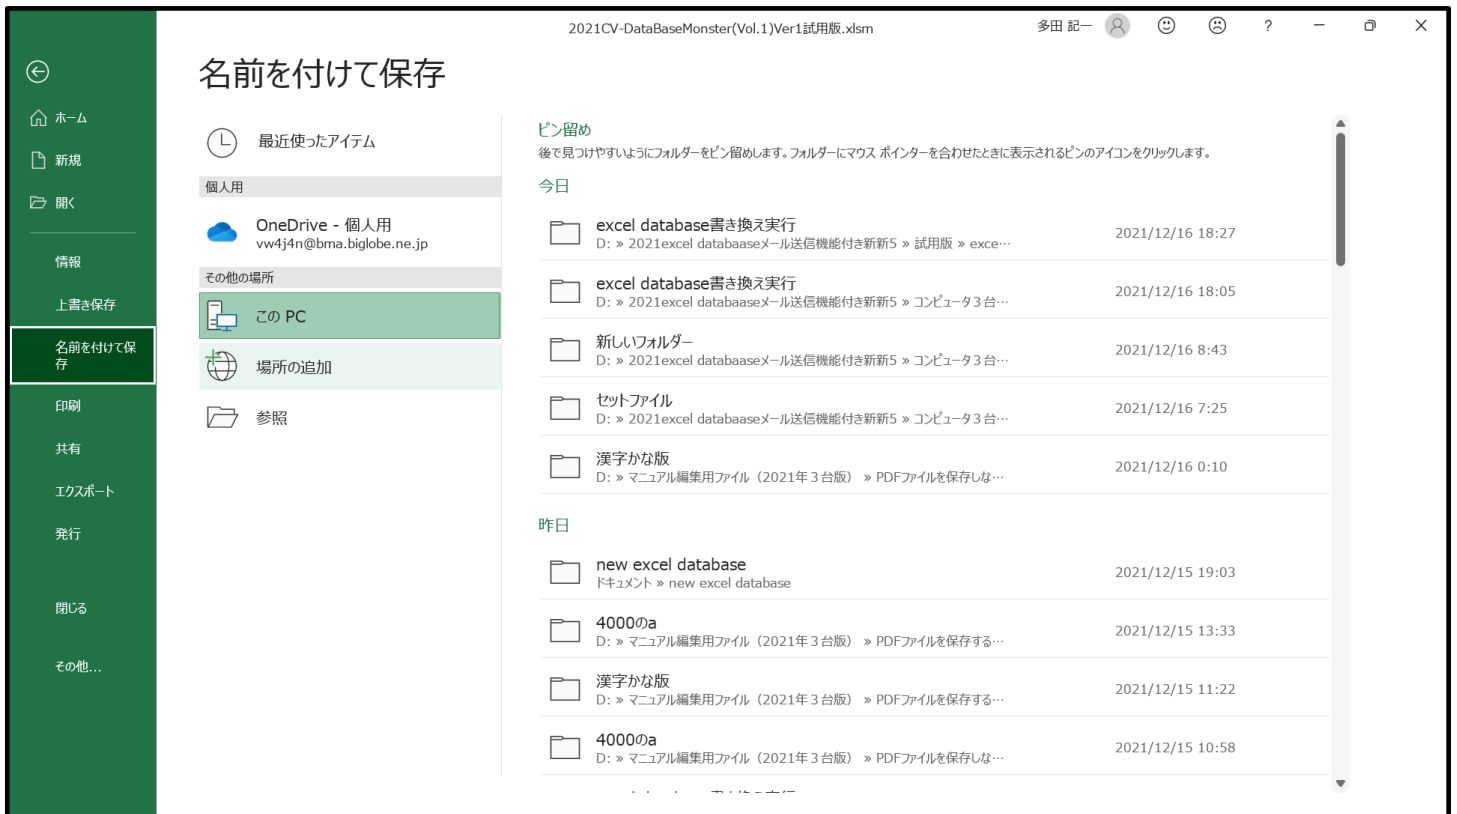 2021CV-DataBaseMonster(Vol.1)Ver1試用版.xlsm
多田 記一
?
名前を付けて保存
ホーム
新規
開く
情報
上書き保存
名前を付けて保
存
印刷
共有
エクスポート
発行
閉じる
その他...
最近使ったアイテム
個人用
OneDrive - 個人用
vw4j4n@bma.biglobe.ne.jp
その他の場所
この PC
場所の追加
参照
ピン留め
後で見つけやすいようにフォルダーをピン留めします。フォルダーにマウス ポインターを合わせたときに表示されるピンのアイコンをクリックします。
今日
excel database書き換え実行 2021/12/16 18:27
D: » 2021excel databaaseメール送信機能付き新新5 » 試用版 » exce…
excel database書き換え実行 2021/12/16 18:05
D: » 2021excel databaaseメール送信機能付き新新5 » コンピュータ３台…
新しいフォルダー 2021/12/16 8:43
D: » 2021excel databaaseメール送信機能付き新新5 » コンピュータ３台…
セットファイル 2021/12/16 7:25
D: » 2021excel databaaseメール送信機能付き新新5 » コンピュータ３台…
漢字かな版 2021/12/16 0:10
D: » マニュアル編集用ファイル（2021年３台版） » PDFファイルを保存しな…
昨日
new excel database 2021/12/15 19:03
ドキュメント » new excel database
4000のa 2021/12/15 13:33
D: » マニュアル編集用ファイル（2021年３台版） » PDFファイルを保存する…
漢字かな版 2021/12/15 11:22
D: » マニュアル編集用ファイル（2021年３台版） » PDFファイルを保存する…
4000のa 2021/12/15 10:58
D: » マニュアル編集用ファイル（2021年３台版） » PDFファイルを保存しな…